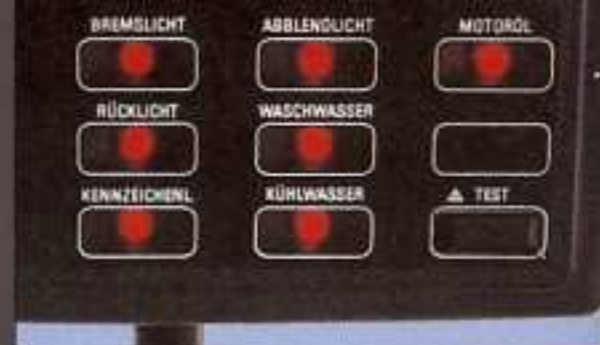 BREMSLICHT ABBLENDLICHT MOTORÖL
RÜCKLICHT WASCHWASSER
KENNZEICHENL KÜHLWASSER TEST